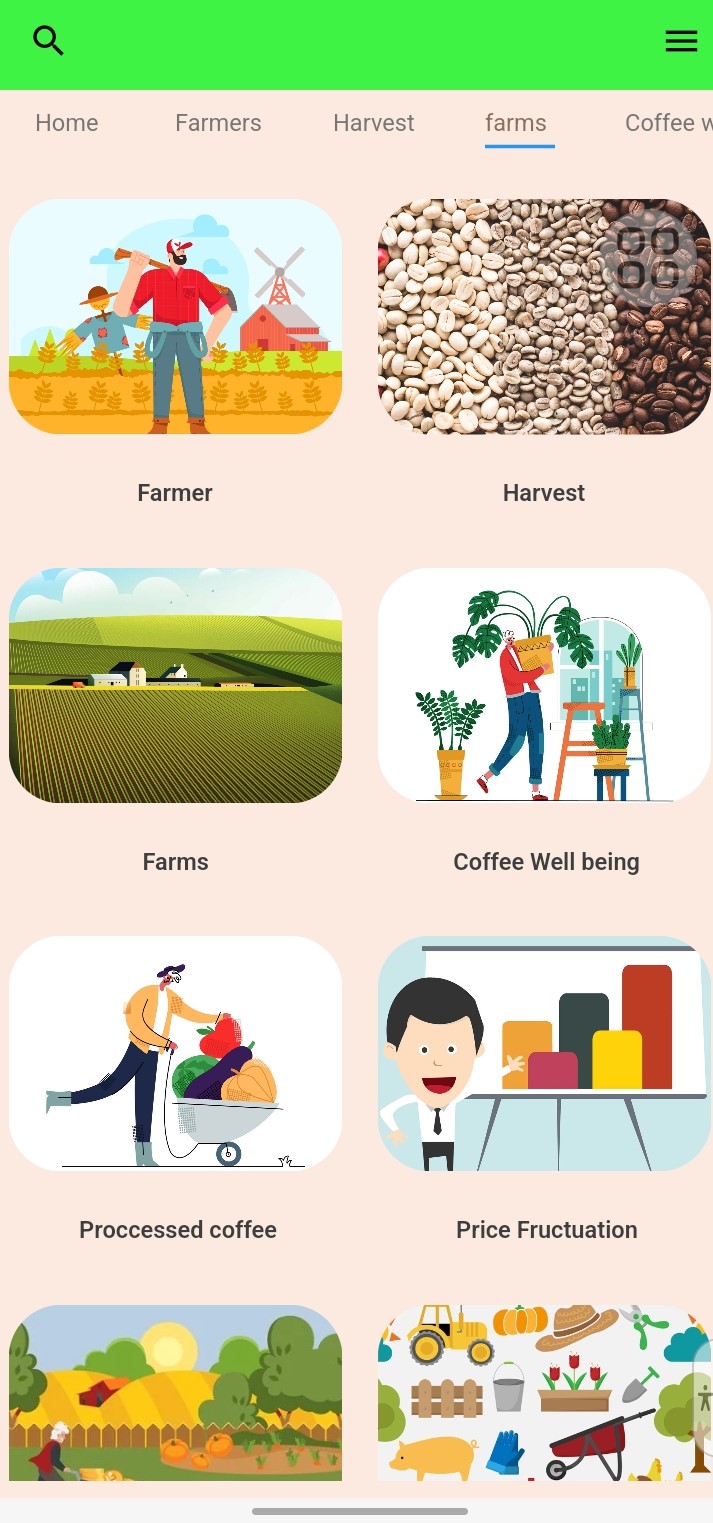 Home Farmers Harvest farms Coffee w
Farmer Harvest
Farms Coffee Well being
Proccessed coffee Price Fructuation